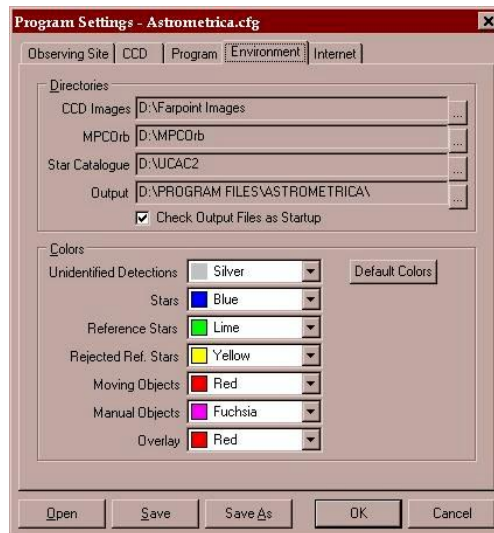 Program Settings - Astrometrica.cfg
Observing Site CCD Program Environment Internet
Directories
CCD Images D:\Farpoint Images ...
MPCOrb D:\MPCOrb ...
Star Catalogue D:\UCAC2 ...
Output D:\PROGRAM FILES\ASTROMETRICA\ ...
Check Output Files as Startup
Colors
Unidentified Detections Silver Default Colors
Stars Blue
Reference Stars Lime
Rejected Ref. Stars Yellow
Moving Objects Red
Manual Objects Fuchsia
Overlay Red
Open Save Save As OK Cancel